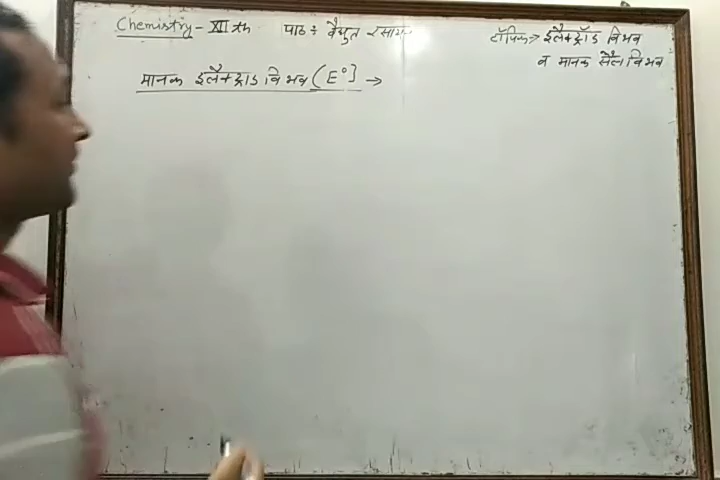 Chemistry - XII th पाठ ÷ वैधुत रसायन टॉपिक → इलैक्ट्रॉड विभव
व मानक सैल विभव
मानक इलैक्ट्राड विभव (E°) →